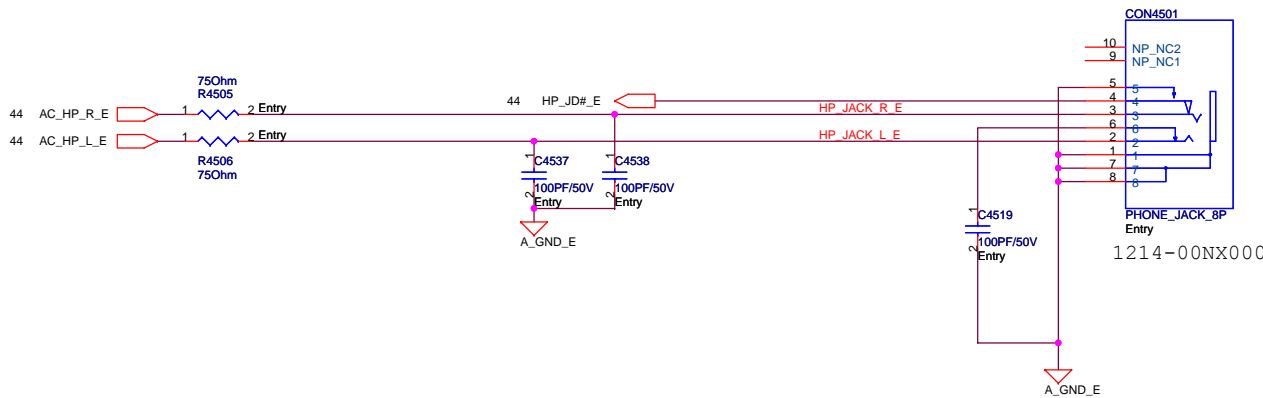 CON4501
10 NP_NC2
9 NP_NC1
75Ohm
R4505
44 AC_HP_R_E 1 2 Entry
44 HP_JD#_E
HP_JACK_R_E
44 AC_HP_L_E 1 2 Entry
HP_JACK_L_E
R4506
75Ohm
5 5
4 4
3 3
6 6
2 2
1 1
7 7
8 8
1 C4537
100PF/50V
2 Entry
1 C4538
100PF/50V
2 Entry
A_GND_E
1 C4519
100PF/50V
2 Entry
PHONE_JACK_8P
Entry
1214-00NX000
A_GND_E